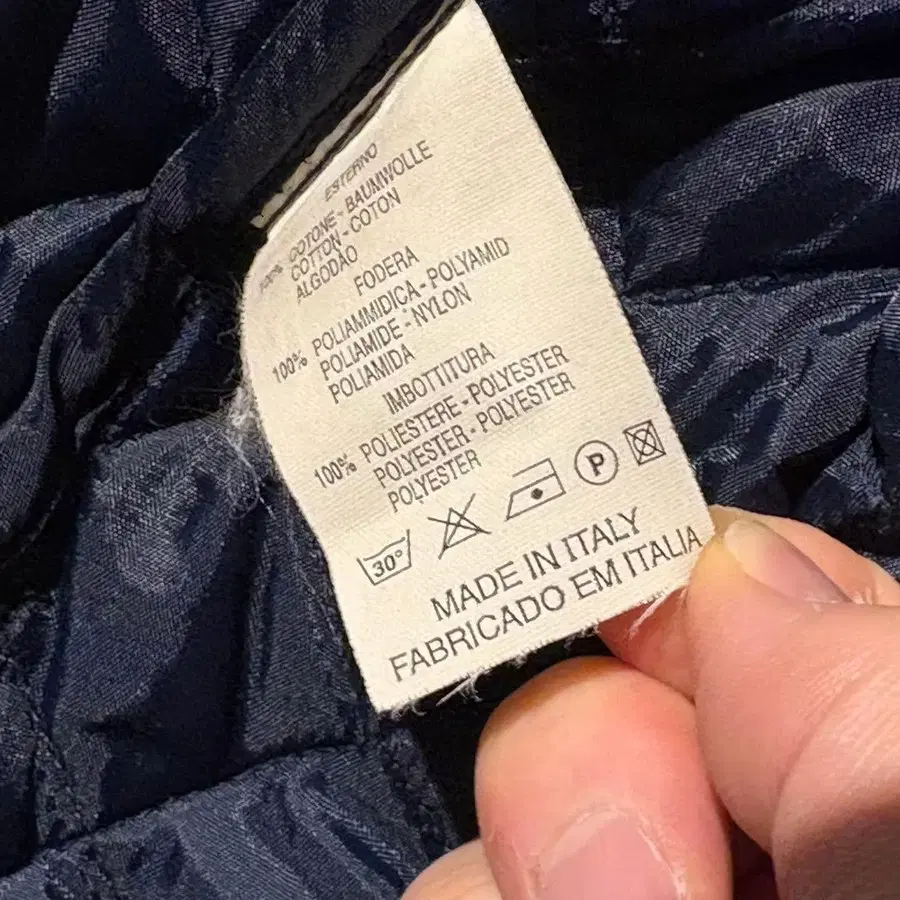 ESTERNO
100% COTONE - BAUMWOLLE
COTTON - COTON
ALGODÃO
FODERA
100% POLIAMMIDICA - POLYAMID
POLIAMIDE - NYLON
POLIAMIDA
IMBOTTITURA
100% POLIESTERE - POLYESTER
POLYESTER - POLYESTER
POLYESTER
30° P
MADE IN ITALY
FABRICADO EM ITALIA